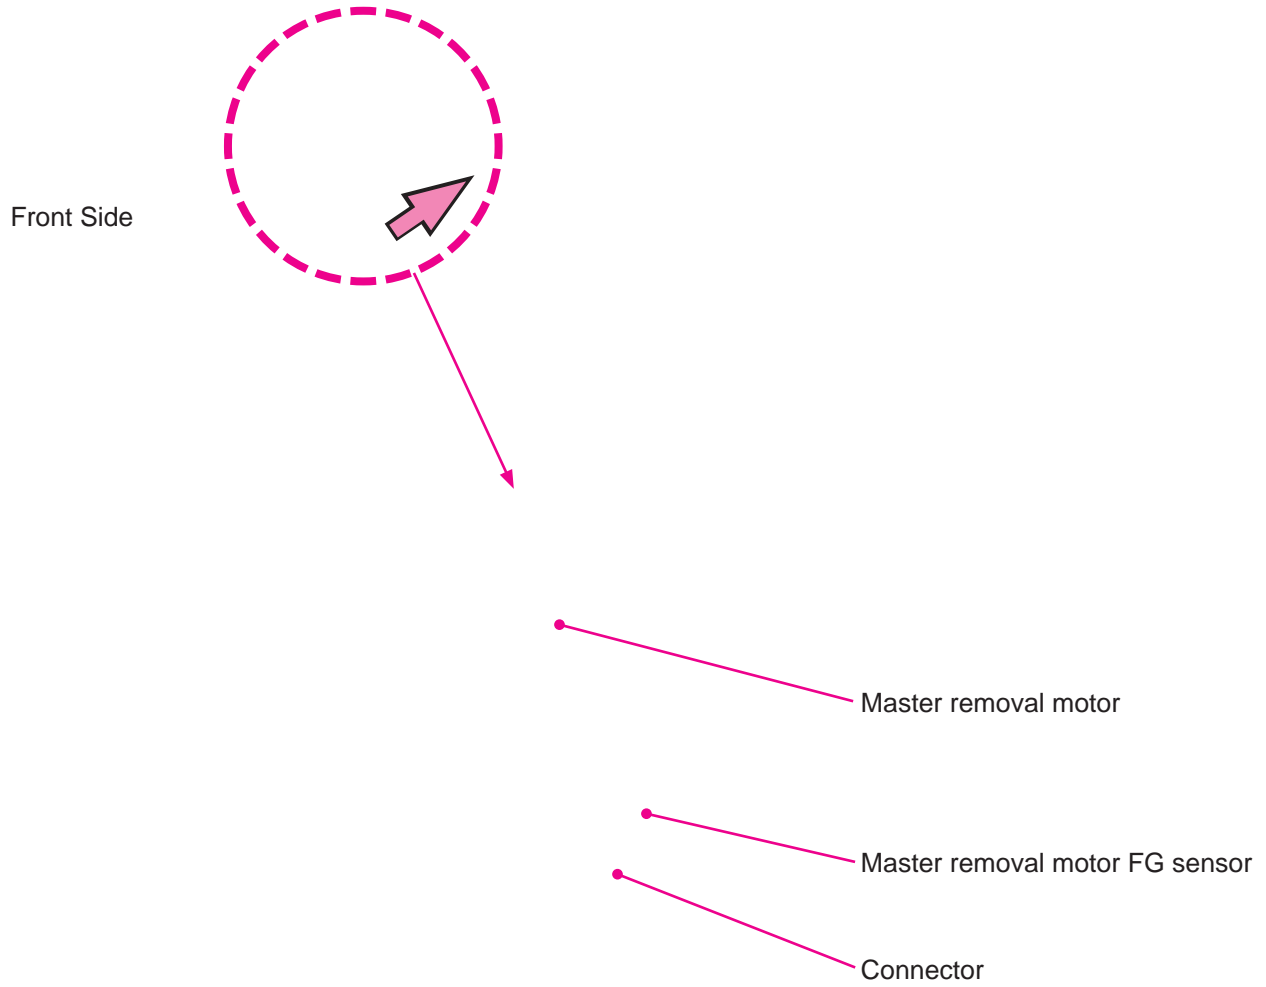 Front Side
Master removal motor
Master removal motor FG sensor
Connector